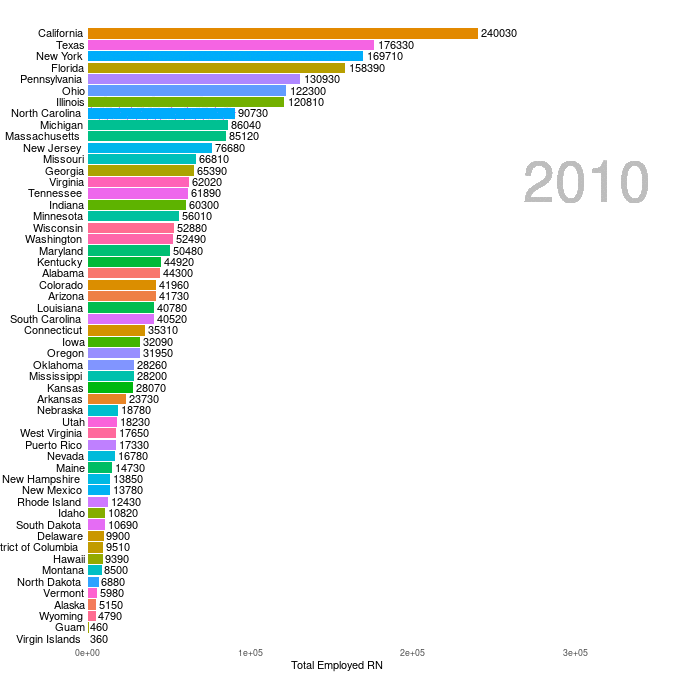 California 240030
Texas 176330
New York 169710
Florida 158390
Pennsylvania 130930
Ohio 122300
Illinois 120810
North Carolina 90730
Michigan 86040
Massachusetts 85120
New Jersey 76680
Missouri 66810
Georgia 65390
2010
Virginia 62020
Tennessee 61890
Indiana 60300
Minnesota 56010
Wisconsin 52880
Washington 52490
Maryland 50480
Kentucky 44920
Alabama 44300
Colorado 41960
Arizona 41730
Louisiana 40780
South Carolina 40520
Connecticut 35310
Iowa 32090
Oregon 31950
Oklahoma 28260
Mississippi 28200
Kansas 28070
Arkansas 23730
Nebraska 18780
Utah 18230
West Virginia 17650
Puerto Rico 17330
Nevada 16780
Maine 14730
New Hampshire 13850
New Mexico 13780
Rhode Island 12430
Idaho 10820
South Dakota 10690
Delaware 9900
trict of Columbia 9510
Hawaii 9390
Montana 8500
North Dakota 6880
Vermont 5980
Alaska 5150
Wyoming 4790
Guam 460
Virgin Islands 360
0e+00 1e+05 2e+05 3e+05
Total Employed RN